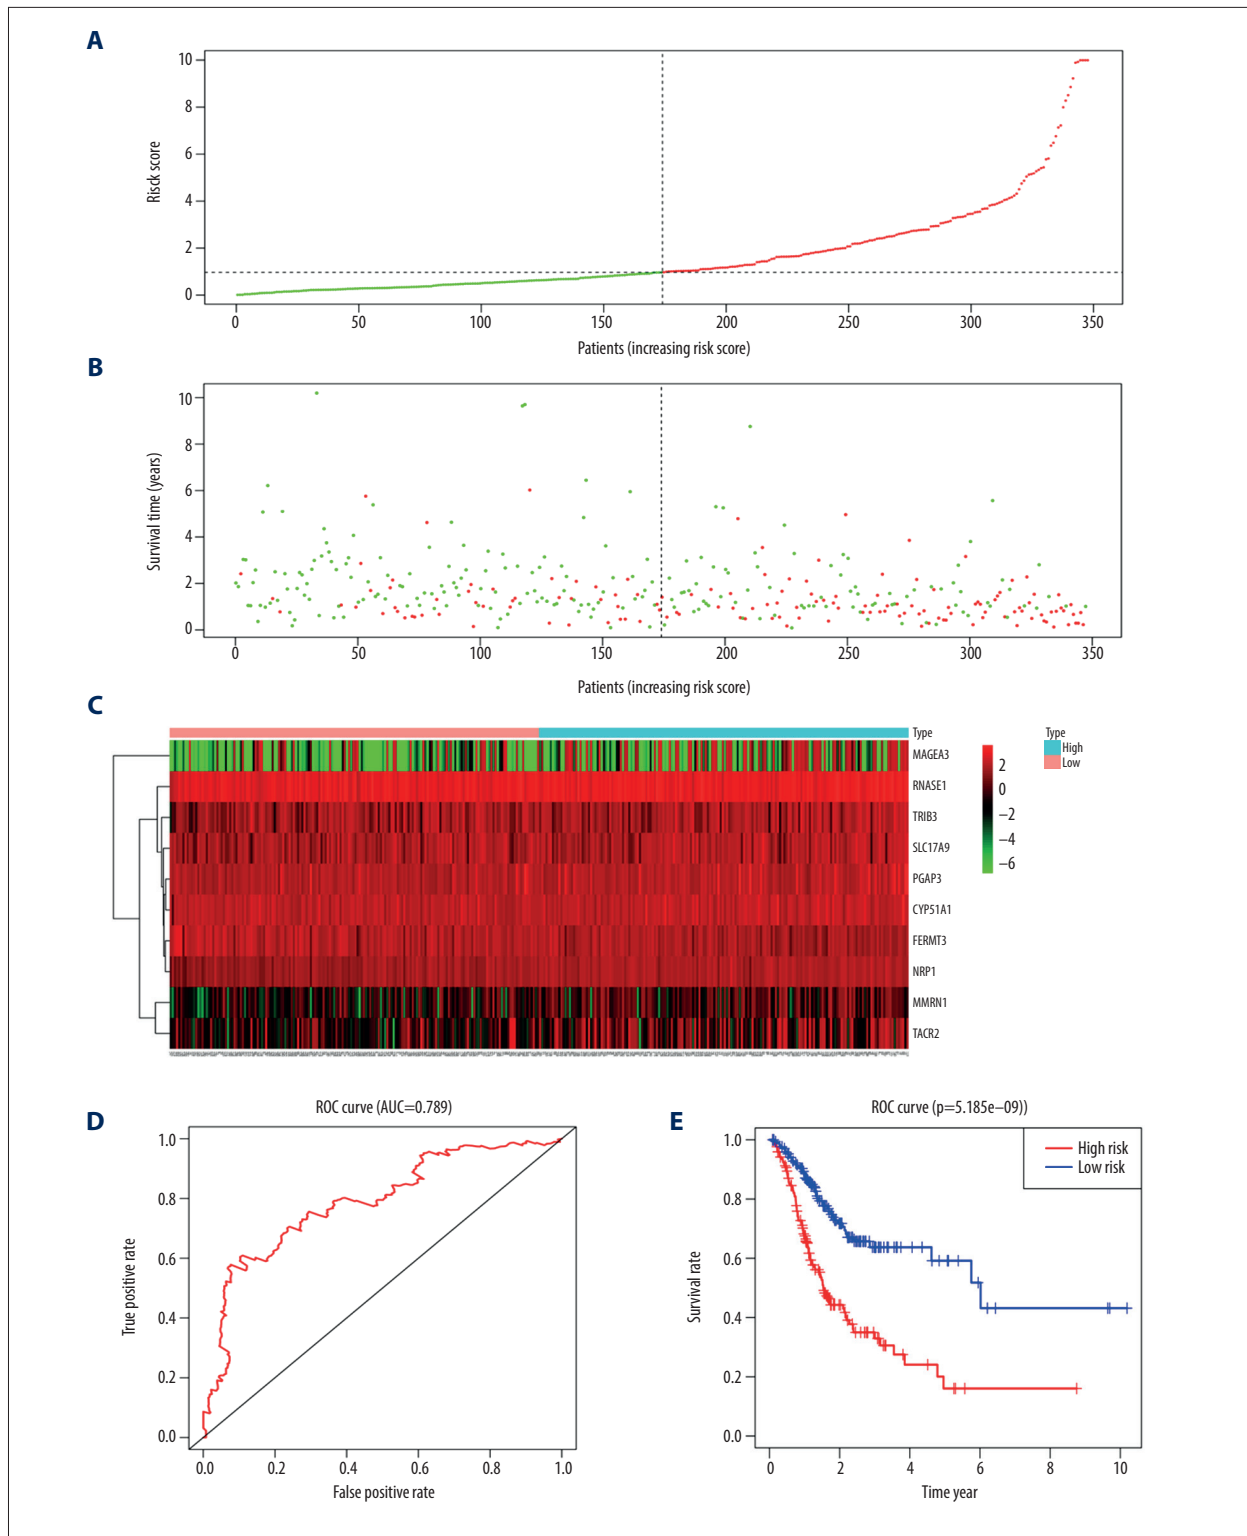 A
10
8
6
4
2
0
Risck score
0 50 100 150 200 250 300 350
Patients (increasing risk score)
B
10
8
6
4
2
0
Survival time (years)
0 50 100 150 200 250 300 350
Patients (increasing risk score)
C
Type
MAGEA3
RNASE1
TRIB3
SLC17A9
PGAP3
CYP51A1
FERMT3
NRP1
MMRN1
TACR2
2
0
−2
−4
−6
Type
High
Low
D
ROC curve (AUC=0.789)
1.0
0.8
0.6
0.4
0.2
0.0
True positive rate
0.0 0.2 0.4 0.6 0.8 1.0
False positive rate
E
ROC curve (p=5.185e−09))
High risk
Low risk
1.0
0.8
0.6
0.4
0.2
0.0
Survival rate
0 2 4 6 8 10
Time year